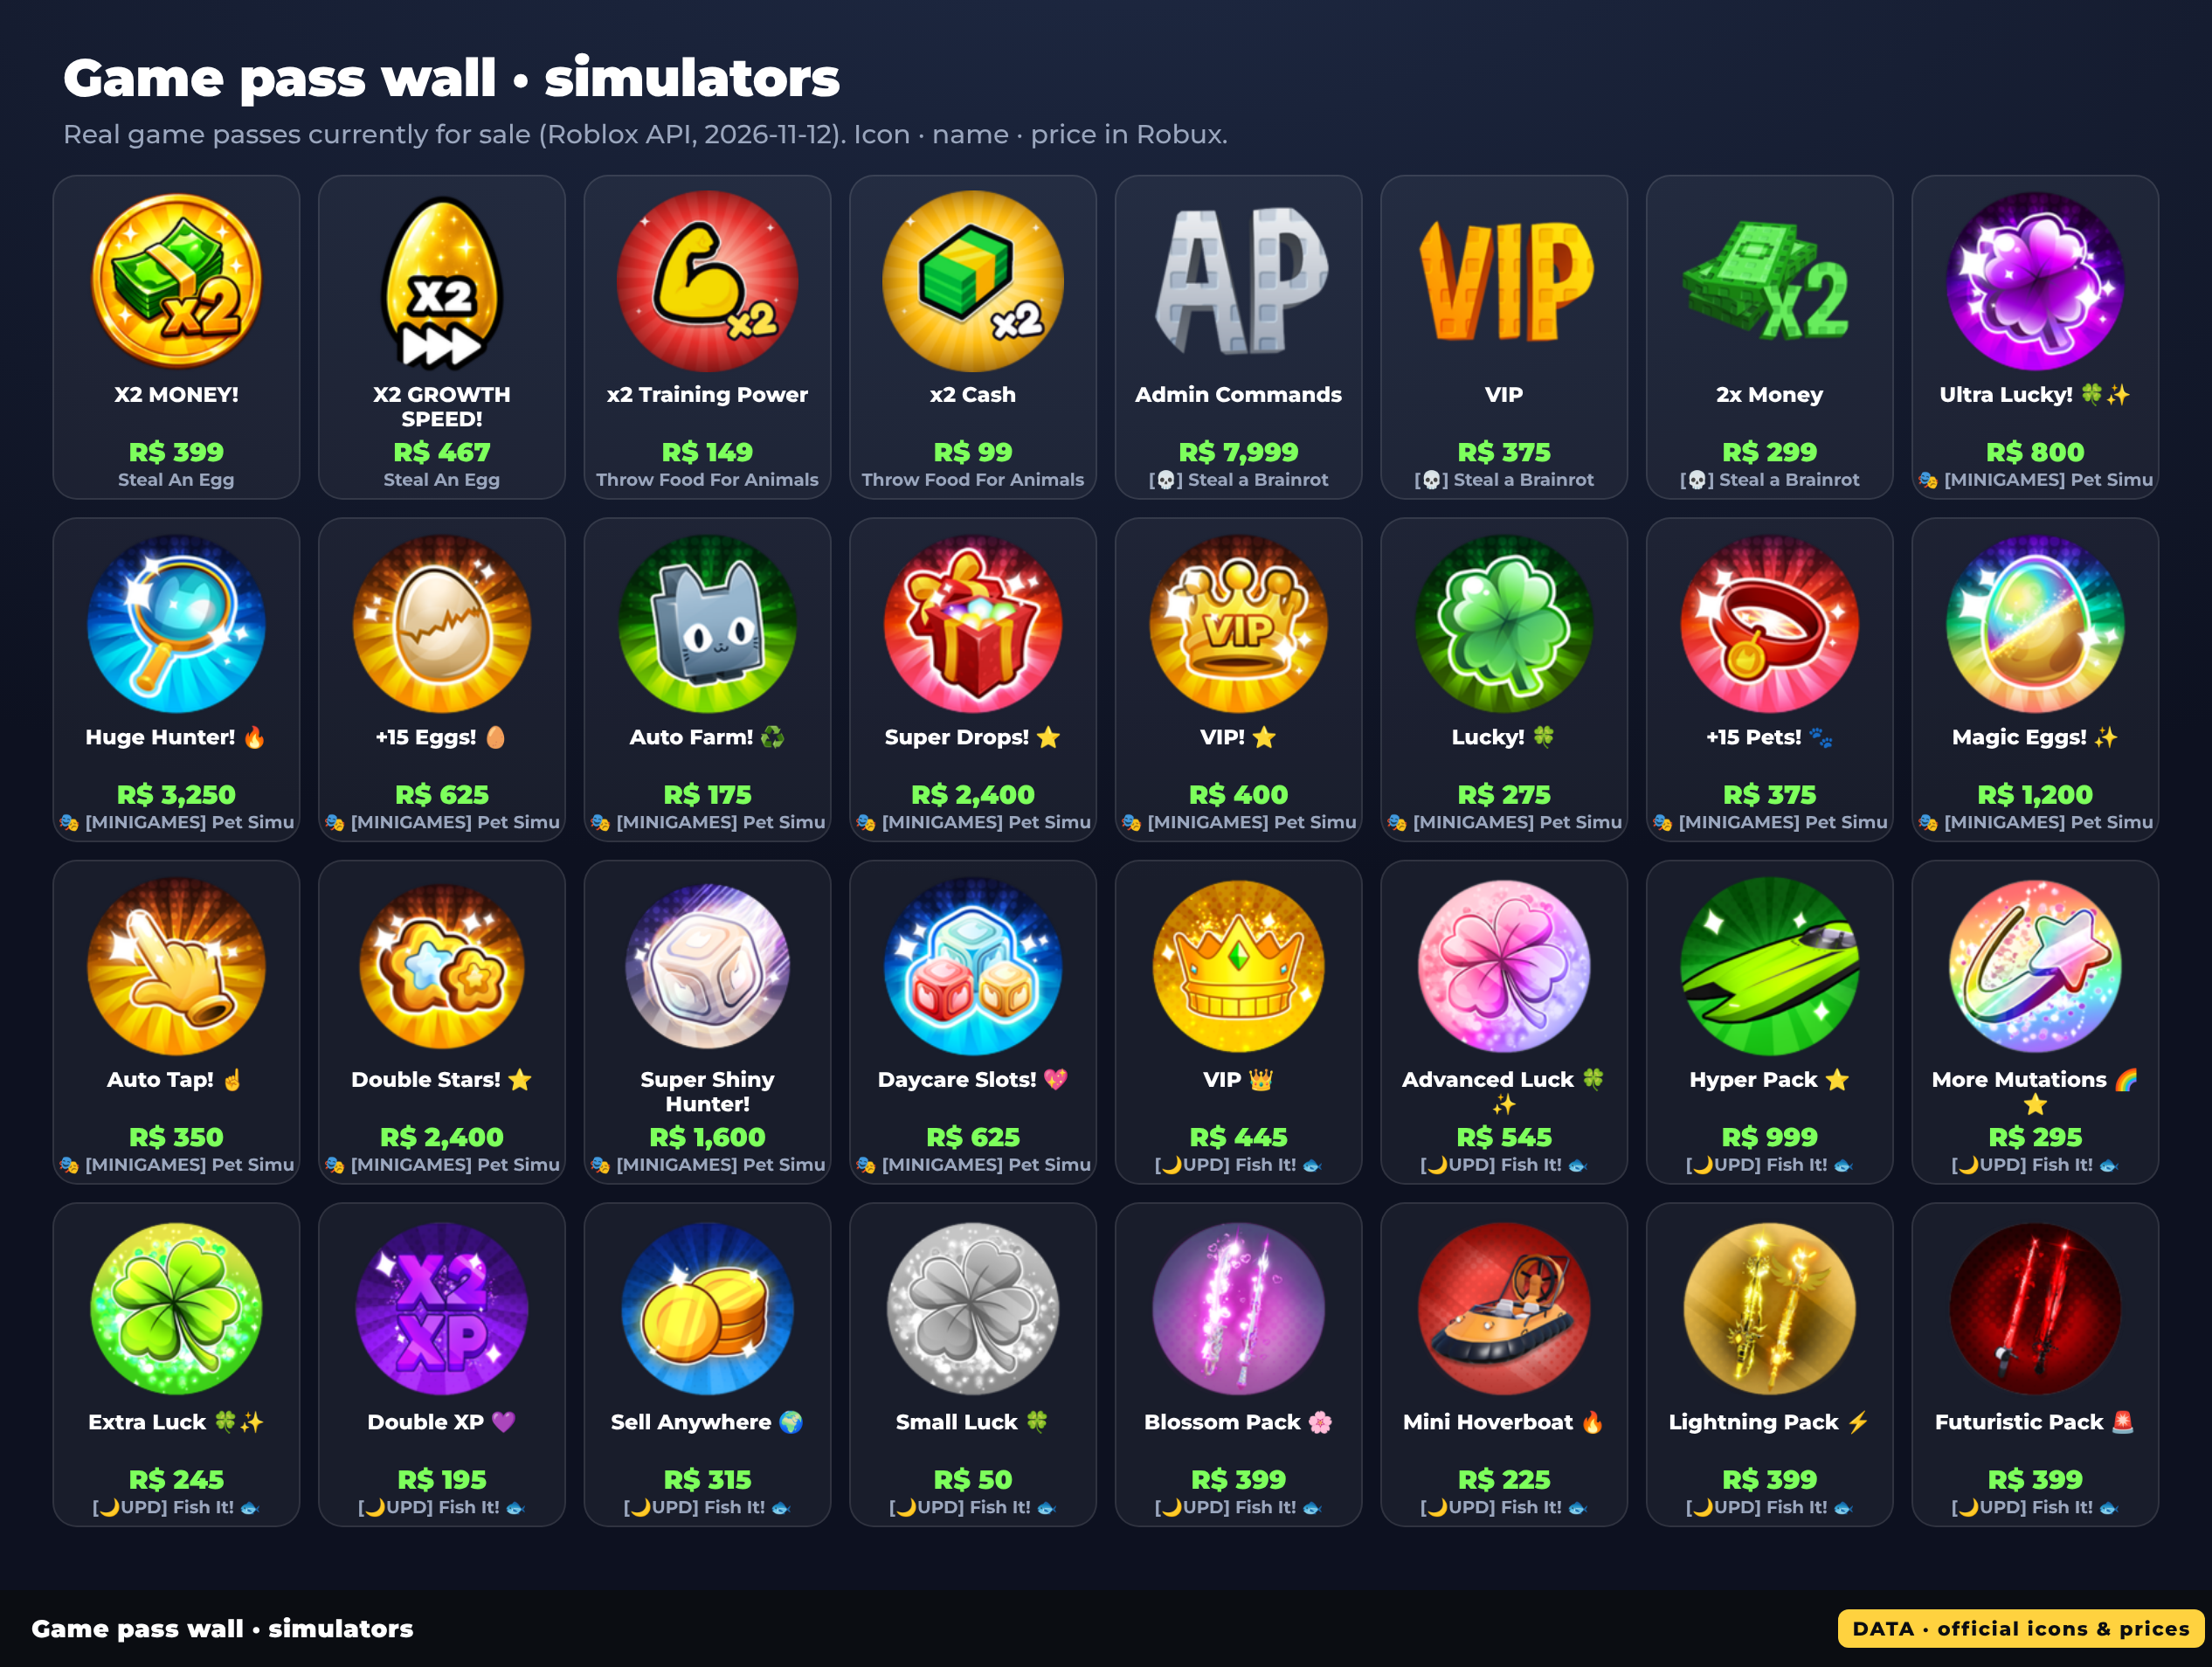 Game pass wall · simulators
Real game passes currently for sale (Roblox API, 2026-11-12). Icon · name · price in Robux.
x2
X2 MONEY!
R$ 399
Steal An Egg
X2
X2 GROWTH
SPEED!
R$ 467
Steal An Egg
x2
x2 Training Power
R$ 149
Throw Food For Animals
x2
x2 Cash
R$ 99
Throw Food For Animals
AP
Admin Commands
R$ 7,999
[💀] Steal a Brainrot
VIP
VIP
R$ 375
[💀] Steal a Brainrot
x2
2x Money
R$ 299
[💀] Steal a Brainrot
Ultra Lucky! 🍀✨
R$ 800
🎭 [MINIGAMES] Pet Simu
Huge Hunter! 🔥
R$ 3,250
🎭 [MINIGAMES] Pet Simu
+15 Eggs! 🥚
R$ 625
🎭 [MINIGAMES] Pet Simu
Auto Farm! ♻️
R$ 175
🎭 [MINIGAMES] Pet Simu
Super Drops! ⭐
R$ 2,400
🎭 [MINIGAMES] Pet Simu
VIP
VIP! ⭐
R$ 400
🎭 [MINIGAMES] Pet Simu
Lucky! 🍀
R$ 275
🎭 [MINIGAMES] Pet Simu
+15 Pets! 🐾
R$ 375
🎭 [MINIGAMES] Pet Simu
Magic Eggs! ✨
R$ 1,200
🎭 [MINIGAMES] Pet Simu
Auto Tap! ☝️
R$ 350
🎭 [MINIGAMES] Pet Simu
Double Stars! ⭐
R$ 2,400
🎭 [MINIGAMES] Pet Simu
Super Shiny
Hunter!
R$ 1,600
🎭 [MINIGAMES] Pet Simu
Daycare Slots! 💖
R$ 625
🎭 [MINIGAMES] Pet Simu
VIP 👑
R$ 445
[🌙UPD] Fish It! 🐟
Advanced Luck 🍀
✨
R$ 545
[🌙UPD] Fish It! 🐟
Hyper Pack ⭐
R$ 999
[🌙UPD] Fish It! 🐟
More Mutations 🌈
⭐
R$ 295
[🌙UPD] Fish It! 🐟
Extra Luck 🍀✨
R$ 245
[🌙UPD] Fish It! 🐟
X2
XP
Double XP 💜
R$ 195
[🌙UPD] Fish It! 🐟
Sell Anywhere 🌍
R$ 315
[🌙UPD] Fish It! 🐟
Small Luck 🍀
R$ 50
[🌙UPD] Fish It! 🐟
Blossom Pack 🌸
R$ 399
[🌙UPD] Fish It! 🐟
Mini Hoverboat 🔥
R$ 225
[🌙UPD] Fish It! 🐟
Lightning Pack ⚡
R$ 399
[🌙UPD] Fish It! 🐟
Futuristic Pack 🚨
R$ 399
[🌙UPD] Fish It! 🐟
Game pass wall · simulators
DATA · official icons & prices